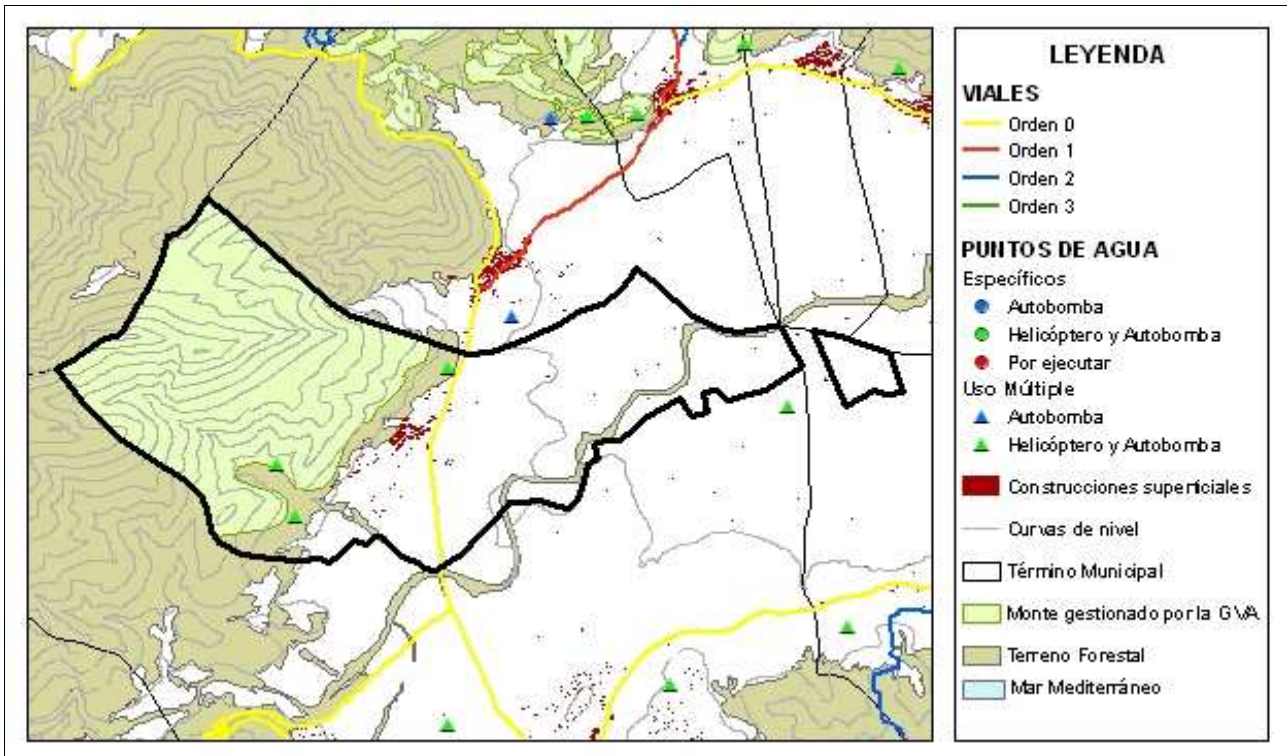 LEYENDA
VIALES
Orden 0
Orden 1
Orden 2
Orden 3
PUNTOS DE AGUA
Específicos
Autobomba
Helicóptero y Autobomba
Por ejecutar
Uso Múltiple
Autobomba
Helicóptero y Autobomba
Construcciones superficiales
Curvas de nivel
Término Municipal
Monte gestionado por la GVA
Terreno Forestal
Mar Mediterráneo